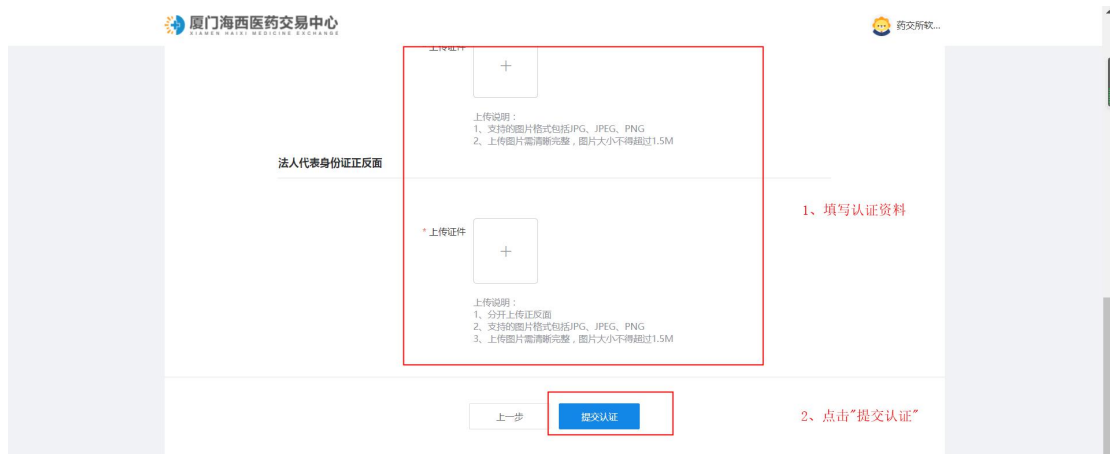 厦门海西医药交易中心
XIAMEN HAIXI MEDICINE EXCHANGE
药交所软...
上传证件
+
上传说明：
1、支持的图片格式包括JPG、JPEG、PNG
2、上传图片需清晰完整，图片大小不得超过1.5M
法人代表身份证正反面
1、填写认证资料
* 上传证件
+
上传说明：
1、分开上传正反面
2、支持的图片格式包括JPG、JPEG、PNG
3、上传图片需清晰完整，图片大小不得超过1.5M
上一步
提交认证
2、点击"提交认证"